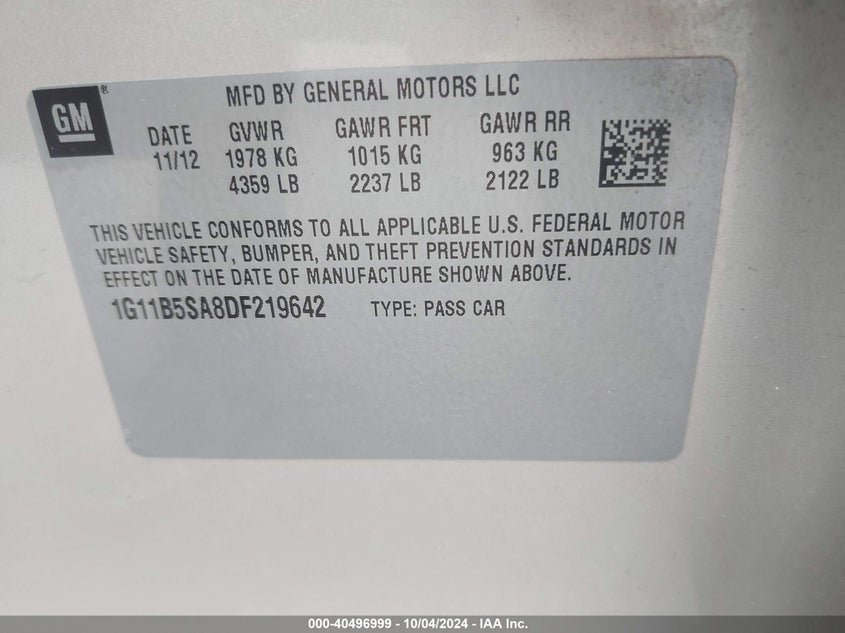 GM ®
MFD BY GENERAL MOTORS LLC
DATE GVWR GAWR FRT GAWR RR
11/12 1978 KG 1015 KG 963 KG
4359 LB 2237 LB 2122 LB
THIS VEHICLE CONFORMS TO ALL APPLICABLE U.S. FEDERAL MOTOR
VEHICLE SAFETY, BUMPER, AND THEFT PREVENTION STANDARDS IN
EFFECT ON THE DATE OF MANUFACTURE SHOWN ABOVE.
1G11B5SA8DF219642 TYPE: PASS CAR
000-40496999 - 10/04/2024 - IAA Inc.